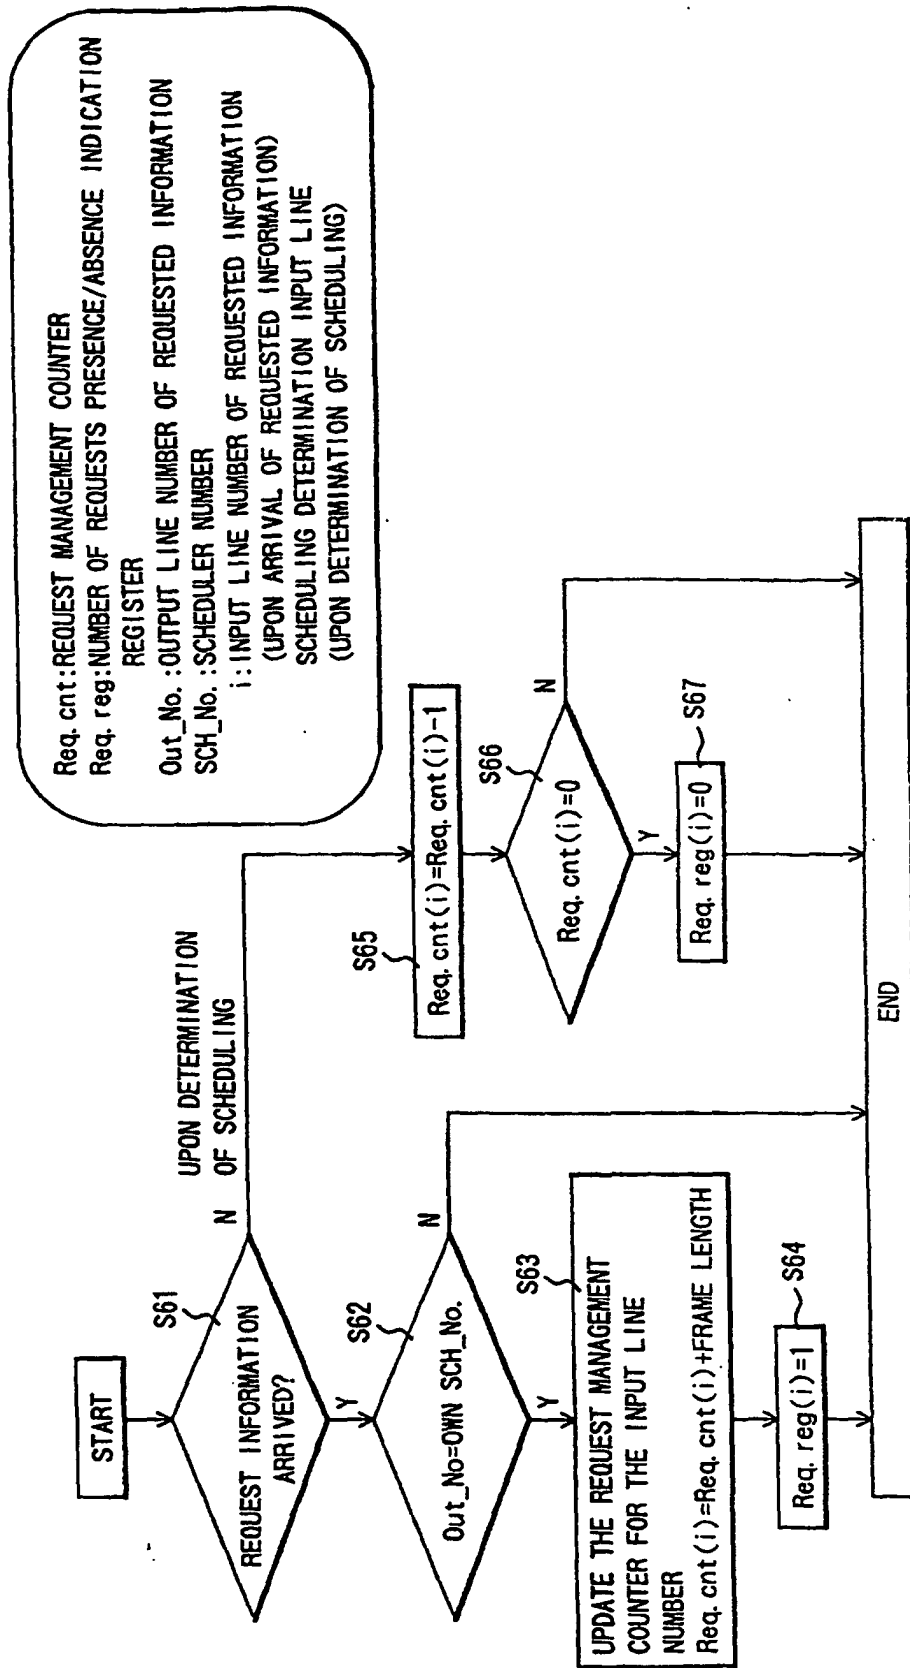 Req. cnt:REQUEST MANAGEMENT COUNTER
Req. reg:NUMBER OF REQUESTS PRESENCE/ABSENCE INDICATION
REGISTER
Out_No.:OUTPUT LINE NUMBER OF REQUESTED INFORMATION
SCH_No.:SCHEDULER NUMBER
i:INPUT LINE NUMBER OF REQUESTED INFORMATION
(UPON ARRIVAL OF REQUESTED INFORMATION)
SCHEDULING DETERMINATION INPUT LINE
(UPON DETERMINATION OF SCHEDULING)
START
S61
REQUEST INFORMATION
ARRIVED?
N
UPON DETERMINATION
OF SCHEDULING
Y
S62
Out_No=OWN SCH_No.
N
Y
S63
UPDATE THE REQUEST MANAGEMENT
COUNTER FOR THE INPUT LINE
NUMBER
Req. cnt(i)=Req. cnt(i)+FRAME LENGTH
S64
Req. reg(i)=1
S65
Req. cnt(i)=Req. cnt(i)-1
S66
Req. cnt(i)=0
N
Y
S67
Req. reg(i)=0
END